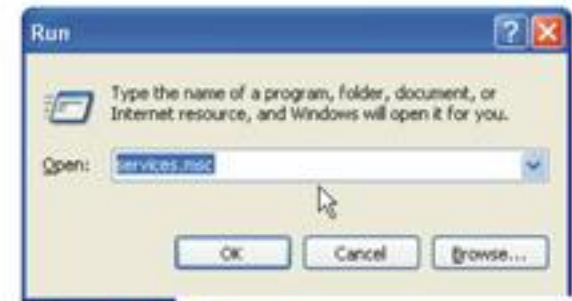 Run
Type the name of a program, folder, document, or
Internet resource, and Windows will open it for you.
Open: services.msc
OK Cancel Browse...